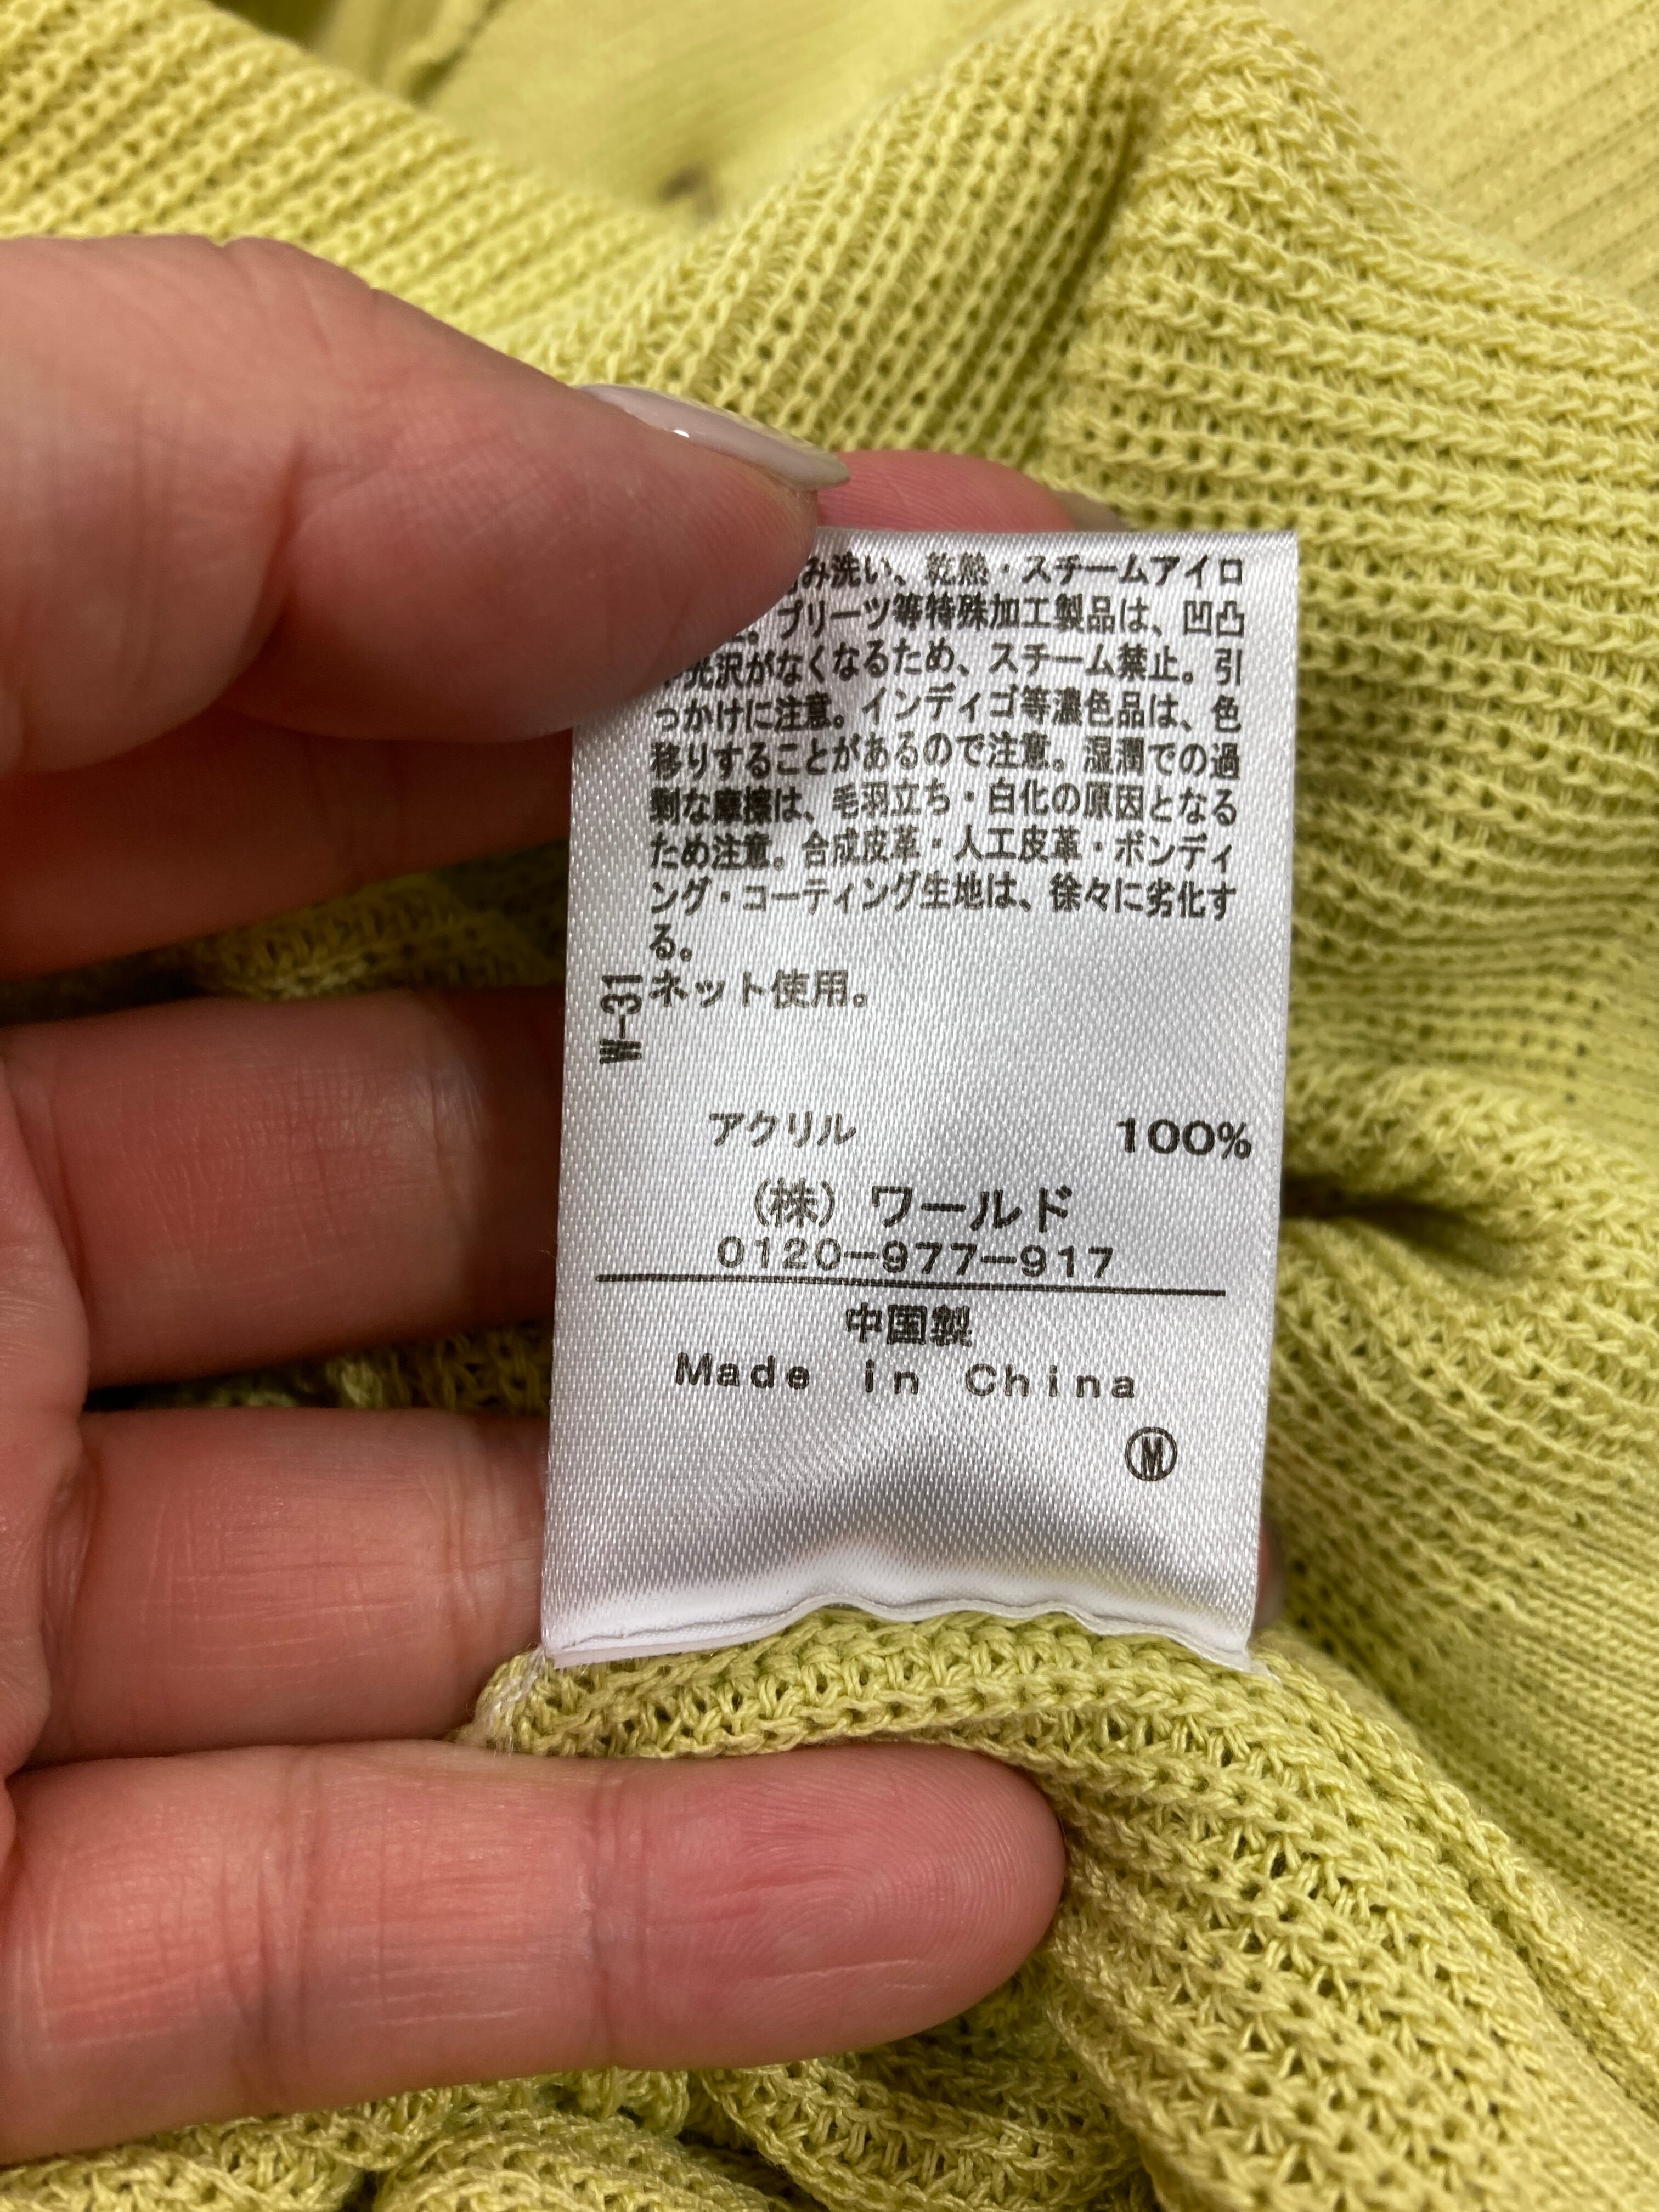 み洗い、乾熱・スチームアイロ
。プリーツ等特殊加工製品は、凹凸
や光沢がなくなるため、スチーム禁止。引
っかけに注意。インディゴ等濃色品は、色
移りすることがあるので注意。湿潤での過
剰な摩擦は、毛羽立ち・白化の原因となる
ため注意。合成皮革・人工皮革・ボンディ
ング・コーティング生地は、徐々に劣化す
る。
ネット使用。
W-31
アクリル 100%
(株) ワールド
0120-977-917
中国製
Made in China
Ⓜ